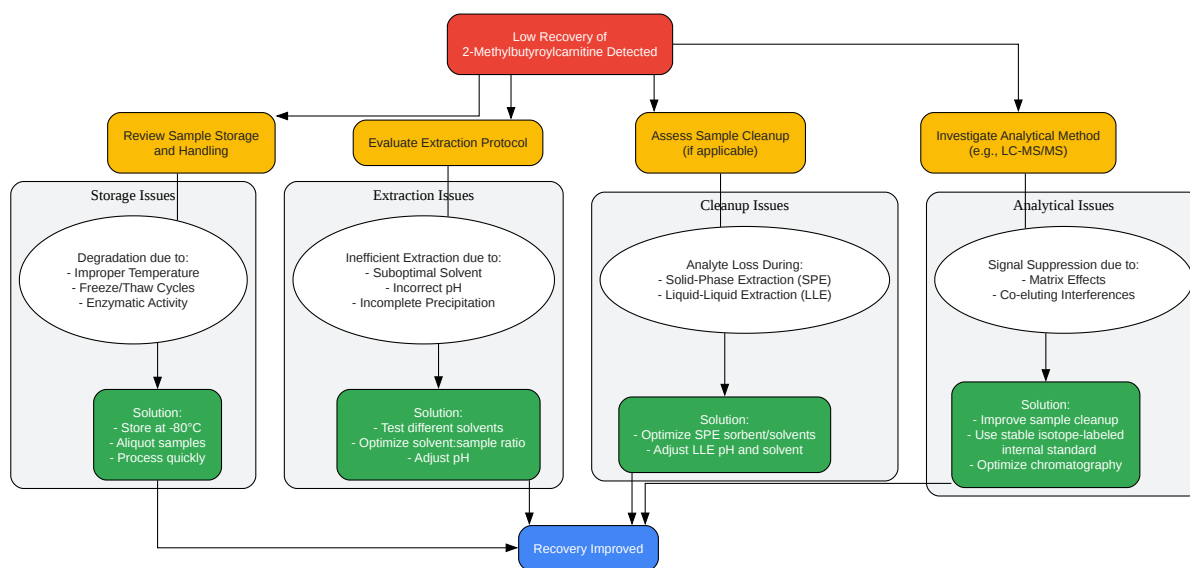 Low Recovery of
2-Methylbutyroylcarnitine Detected
Review Sample Storage
and Handling
Evaluate Extraction Protocol
Assess Sample Cleanup
(if applicable)
Investigate Analytical Method
(e.g., LC-MS/MS)
Storage Issues
Degradation due to:
- Improper Temperature
- Freeze/Thaw Cycles
- Enzymatic Activity
Solution:
- Store at -80°C
- Aliquot samples
- Process quickly
Extraction Issues
Inefficient Extraction due to:
- Suboptimal Solvent
- Incorrect pH
- Incomplete Precipitation
Solution:
- Test different solvents
- Optimize solvent:sample ratio
- Adjust pH
Cleanup Issues
Analyte Loss During:
- Solid-Phase Extraction (SPE)
- Liquid-Liquid Extraction (LLE)
Solution:
- Optimize SPE sorbent/solvents
- Adjust LLE pH and solvent
Analytical Issues
Signal Suppression due to:
- Matrix Effects
- Co-eluting Interferences
Solution:
- Improve sample cleanup
- Use stable isotope-labeled
internal standard
- Optimize chromatography
Recovery Improved